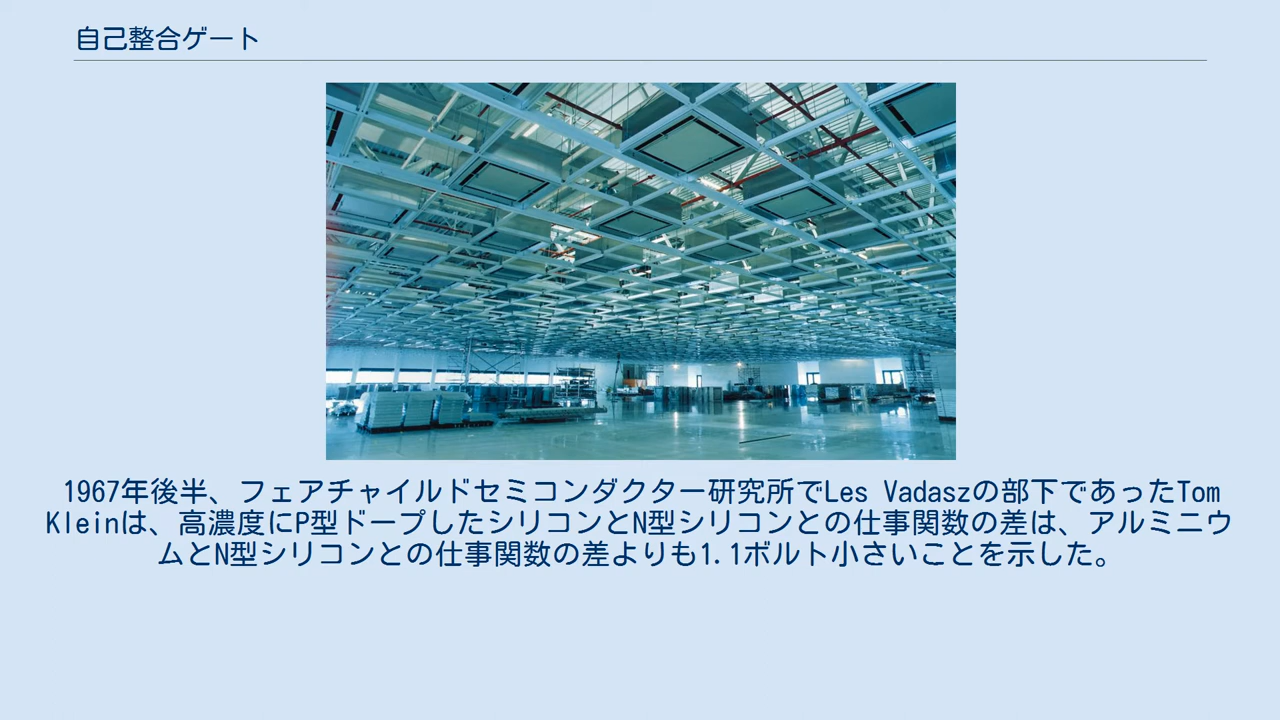 自己整合ゲート
1967年後半、フェアチャイルドセミコンダクター研究所でLes Vadaszの部下であったTom
Kleinは、高濃度にP型ドープしたシリコンとN型シリコンとの仕事関数の差は、アルミニウ
ムとN型シリコンとの仕事関数の差よりも1.1ボルト小さいことを示した。